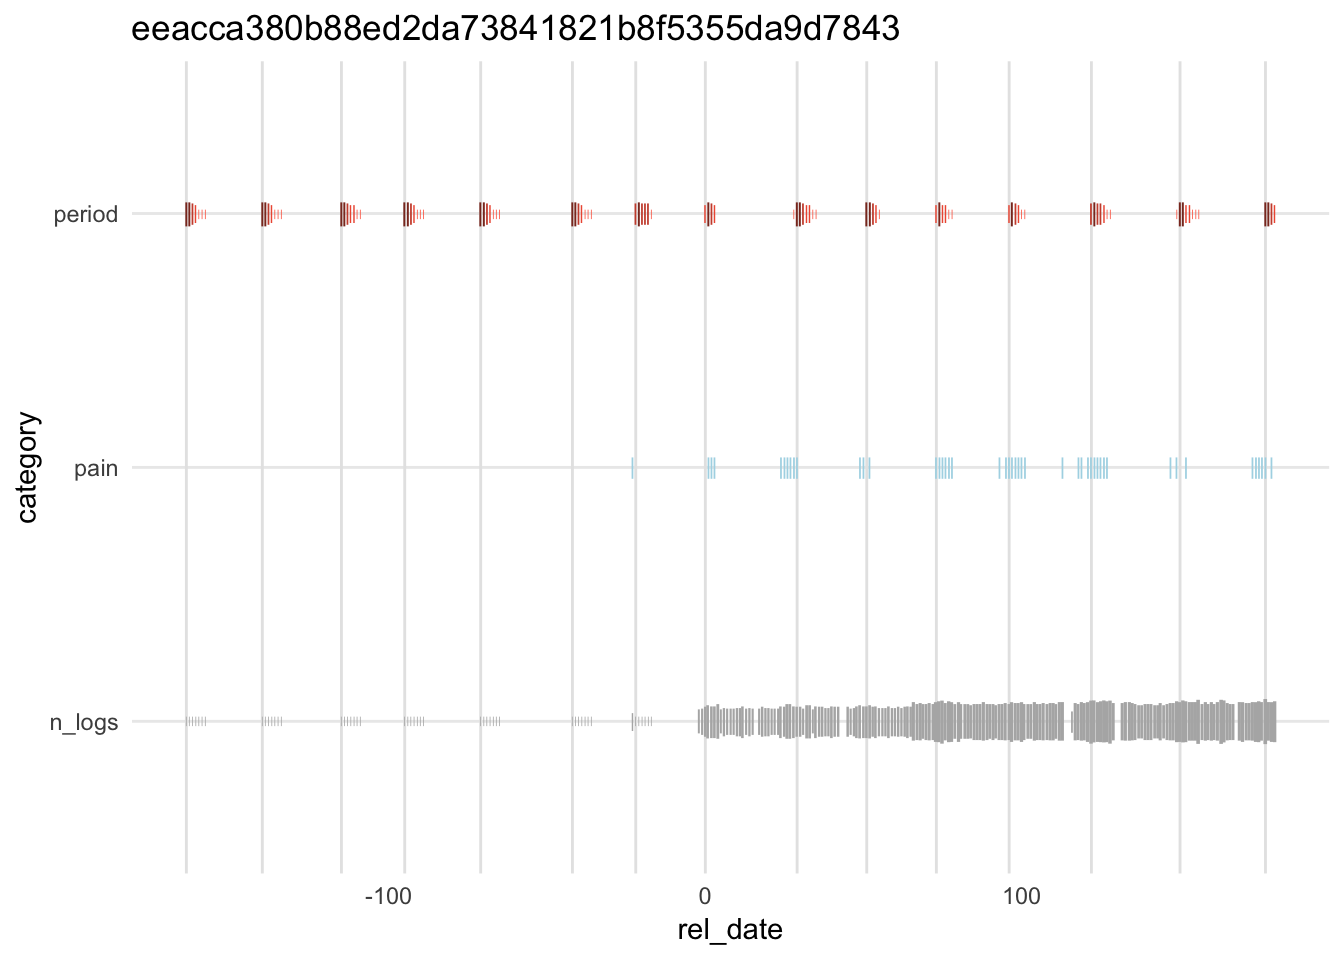 eeacca380b88ed2da73841821b8f5355da9d7843
period
category
pain
n_logs
-100
0
100
rel_date